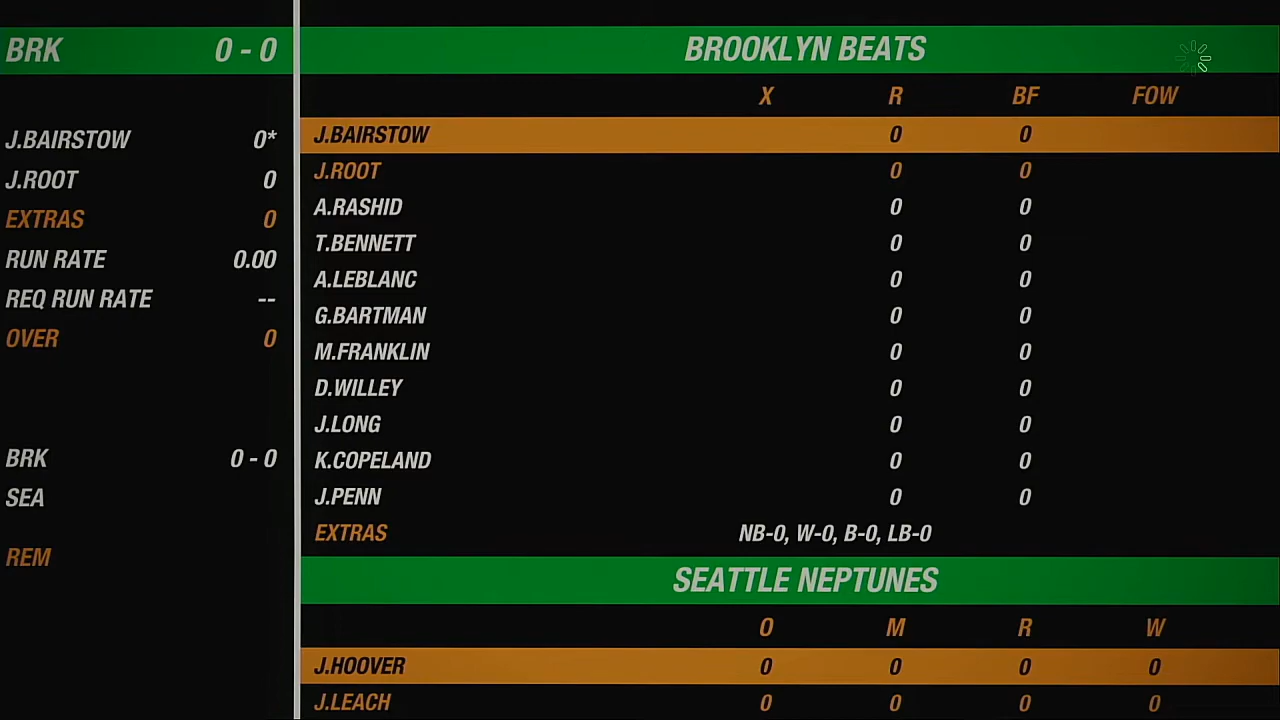 BRK 0 - 0
J.BAIRSTOW 0*
J.ROOT 0
EXTRAS 0
RUN RATE 0.00
REQ RUN RATE --
OVER 0
BRK 0 - 0
SEA
REM
BROOKLYN BEATS
X R BF FOW
J.BAIRSTOW 0 0
J.ROOT 0 0
A.RASHID 0 0
T.BENNETT 0 0
A.LEBLANC 0 0
G.BARTMAN 0 0
M.FRANKLIN 0 0
D.WILLEY 0 0
J.LONG 0 0
K.COPELAND 0 0
J.PENN 0 0
EXTRAS NB-0, W-0, B-0, LB-0
SEATTLE NEPTUNES
O M R W
J.HOOVER 0 0 0 0
J.LEACH 0 0 0 0